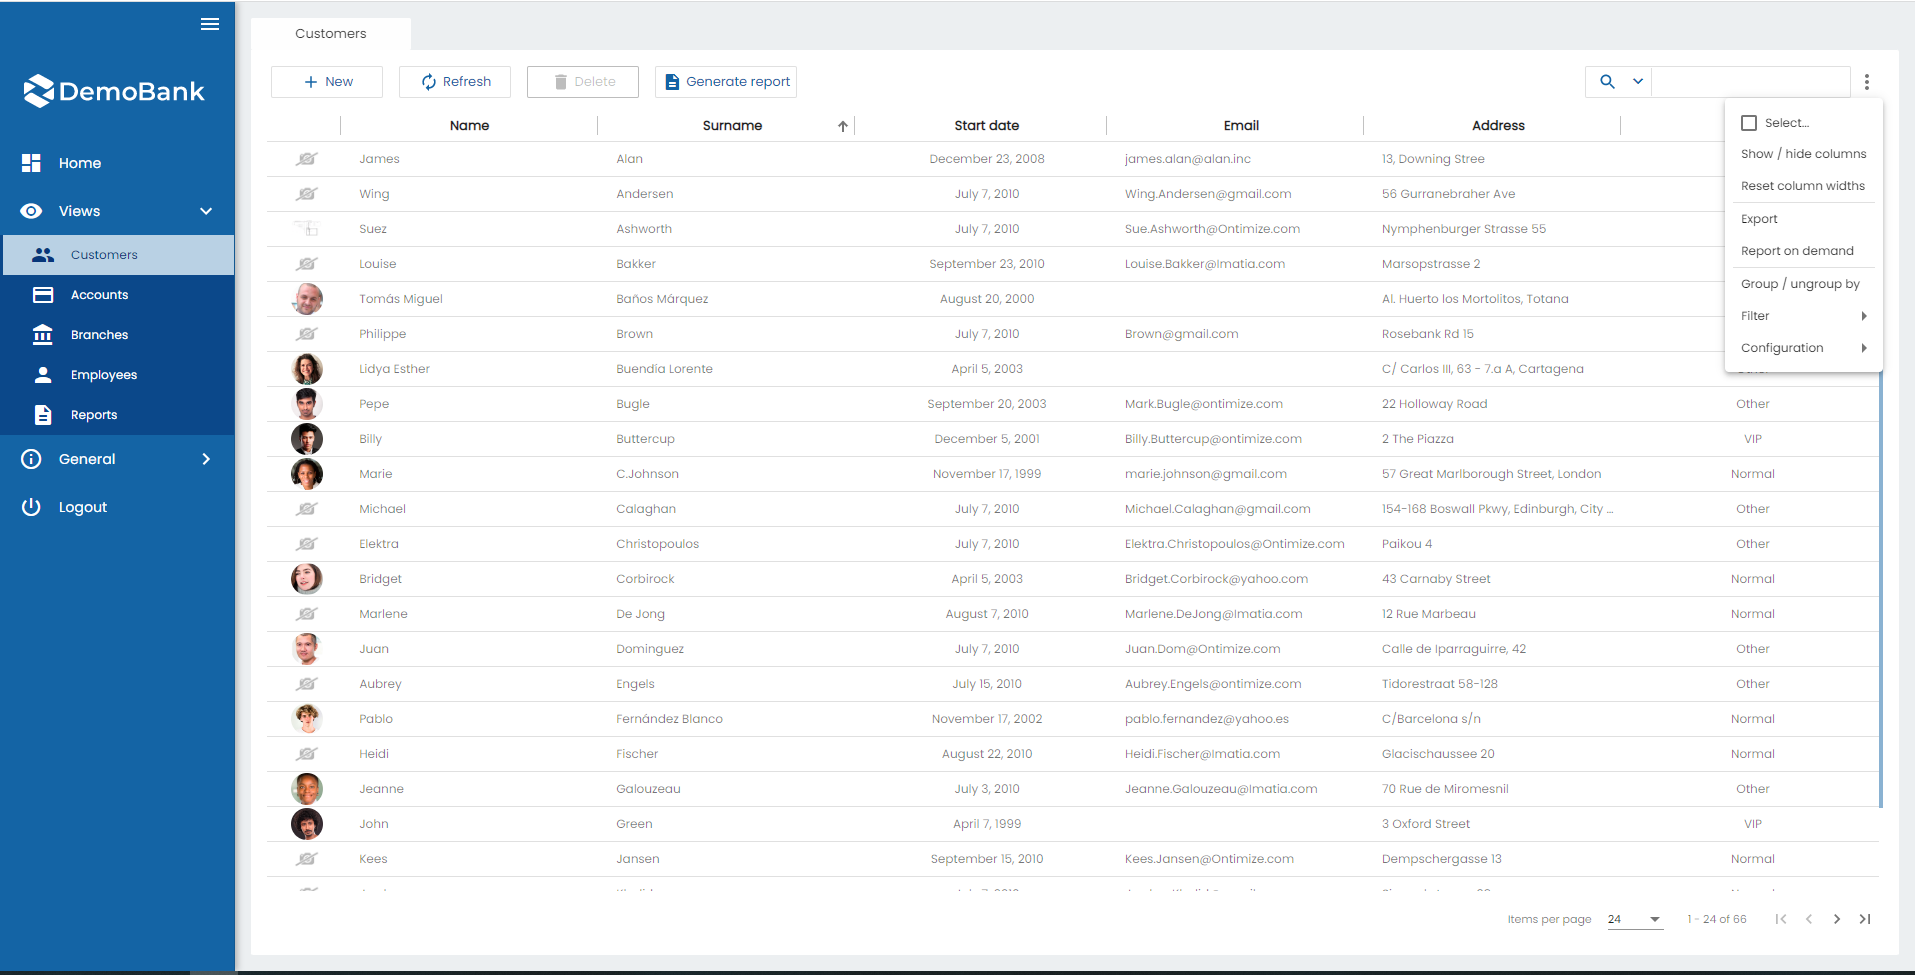 DemoBank
Home
Views
Customers
Accounts
Branches
Employees
Reports
General
Logout
Customers
New Refresh Delete Generate report
Name Surname Start date Email Address
Select...
Show / hide columns
Reset column widths
Export
Report on demand
Group / ungroup by
Filter
Configuration
James Alan December 23, 2008 james.alan@alan.inc 13, Downing Stree
Wing Andersen July 7, 2010 Wing.Andersen@gmail.com 56 Gurranebraher Ave
Suez Ashworth July 7, 2010 Sue.Ashworth@Ontimize.com Nymphenburger Strasse 55
Louise Bakker September 23, 2010 Louise.Bakker@Imatia.com Marsopstrasse 2
Tomás Miguel Baños Márquez August 20, 2000 Al. Huerto los Mortolitos, Totana
Philippe Brown July 7, 2010 Brown@gmail.com Rosebank Rd 15
Lidya Esther Buendía Lorente April 5, 2003 C/ Carlos III, 63 - 7.a A, Cartagena
Pepe Bugle September 20, 2003 Mark.Bugle@ontimize.com 22 Holloway Road Other
Billy Buttercup December 5, 2001 Billy.Buttercup@ontimize.com 2 The Piazza VIP
Marie C.Johnson November 17, 1999 marie.johnson@gmail.com 57 Great Marlborough Street, London Normal
Michael Calaghan July 7, 2010 Michael.Calaghan@gmail.com 154-168 Boswall Pkwy, Edinburgh, City ... Other
Elektra Christopoulos July 7, 2010 Elektra.Christopoulos@Ontimize.com Paikou 4 Other
Bridget Corbirock April 5, 2003 Bridget.Corbirock@yahoo.com 43 Carnaby Street Normal
Marlene De Jong August 7, 2010 Marlene.DeJong@Imatia.com 12 Rue Marbeau Normal
Juan Dominguez July 7, 2010 Juan.Dom@Ontimize.com Calle de Iparraguirre, 42 Other
Aubrey Engels July 15, 2010 Aubrey.Engels@ontimize.com Tidorestraat 58-128 Other
Pablo Fernández Blanco November 17, 2002 pablo.fernandez@yahoo.es C/Barcelona s/n Normal
Heidi Fischer August 22, 2010 Heidi.Fischer@Imatia.com Glacischaussee 20 Normal
Jeanne Galouzeau July 3, 2010 Jeanne.Galouzeau@Imatia.com 70 Rue de Miromesnil Other
John Green April 7, 1999 3 Oxford Street VIP
Kees Jansen September 15, 2010 Kees.Jansen@Ontimize.com Dempschergasse 13 Normal
Items per page 24 1 - 24 of 66